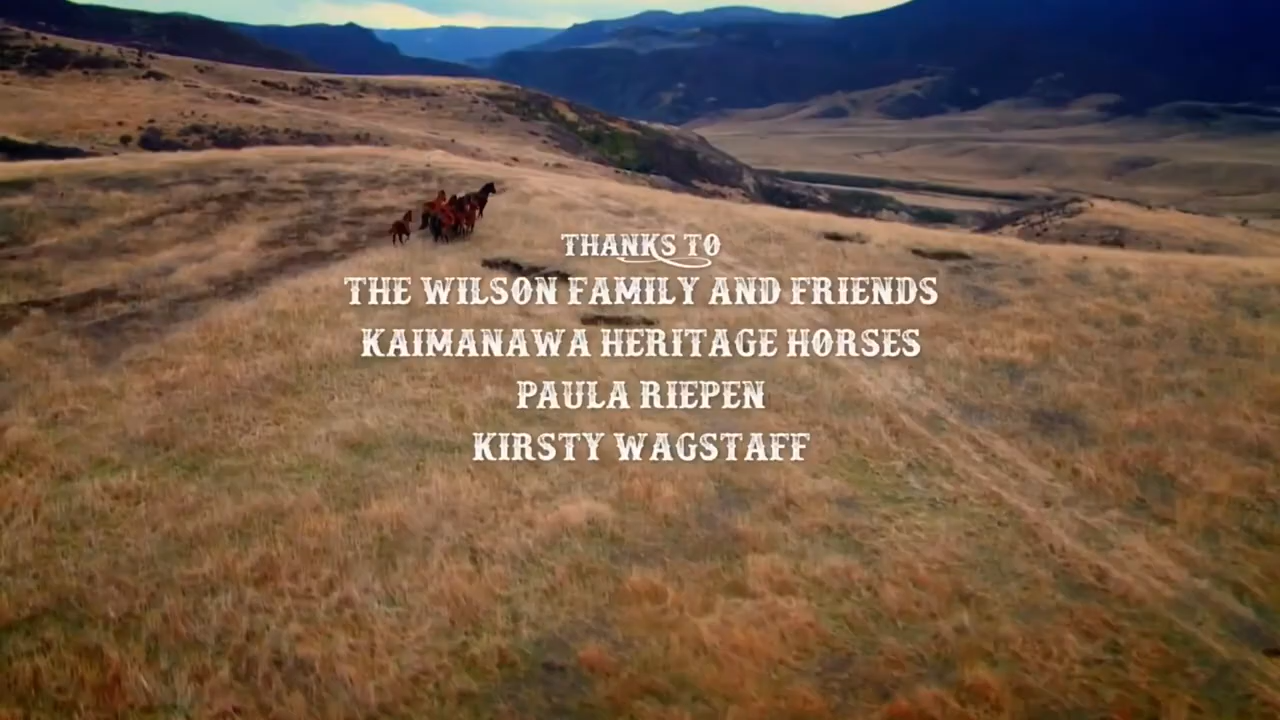 THANKS TO
THE WILSON FAMILY AND FRIENDS
KAIMANAWA HERITAGE HORSES
PAULA RIEPEN
KIRSTY WAGSTAFF